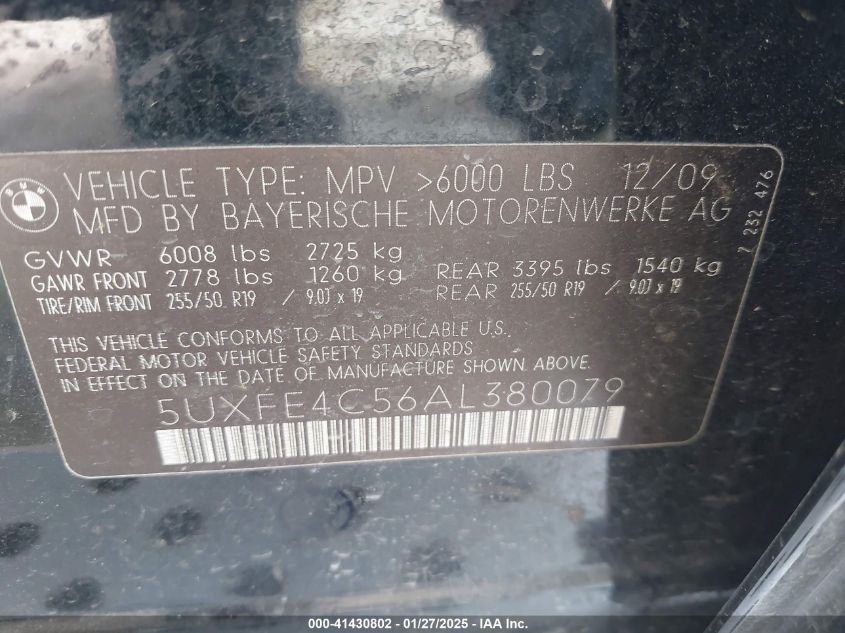 BMW
VEHICLE TYPE: MPV >6000 LBS 12/09
MFD BY BAYERISCHE MOTORENWERKE AG
GVWR 6008 lbs 2725 kg
GAWR FRONT 2778 lbs 1260 kg REAR 3395 lbs 1540 kg
TIRE/RIM FRONT 255/50 R19 / 9.0J x 19 REAR 255/50 R19 / 9.0J x 19
THIS VEHICLE CONFORMS TO ALL APPLICABLE U.S.
FEDERAL MOTOR VEHICLE SAFETY STANDARDS
IN EFFECT ON THE DATE OF MANUFACTURE SHOWN ABOVE.
5UXFE4C56AL380079
7 232 476
000-41430802 - 01/27/2025 - IAA Inc.